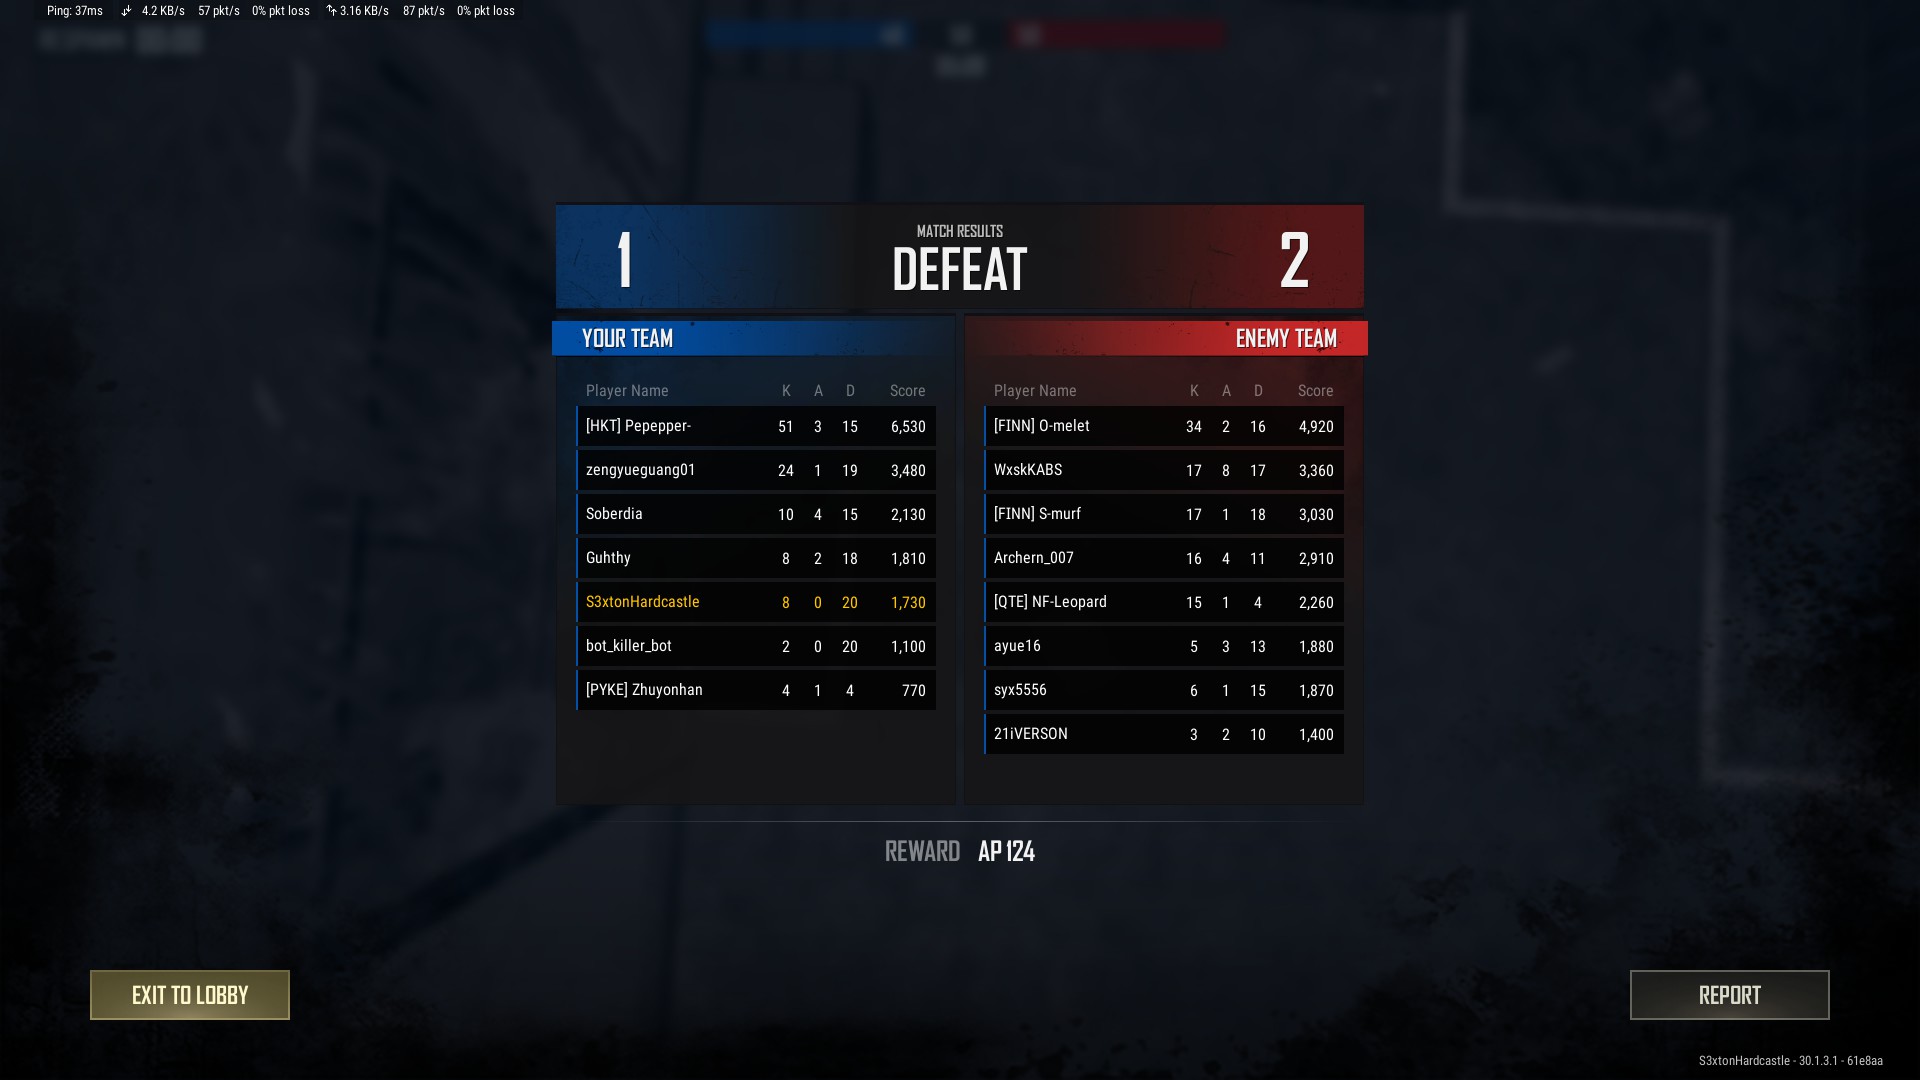 Ping: 37ms 4.2 KB/s 57 pkt/s 0% pkt loss 3.16 KB/s 87 pkt/s 0% pkt loss
1 MATCH RESULTS 2
DEFEAT
YOUR TEAM
Player Name K A D Score
[HKT] Pepepper- 51 3 15 6,530
zengyueguang01 24 1 19 3,480
Soberdia 10 4 15 2,130
Guhthy 8 2 18 1,810
S3xtonHardcastle 8 0 20 1,730
bot_killer_bot 2 0 20 1,100
[PYKE] Zhuyonhan 4 1 4 770
ENEMY TEAM
Player Name K A D Score
[FINN] O-melet 34 2 16 4,920
WxskKABS 17 8 17 3,360
[FINN] S-murf 17 1 18 3,030
Archern_007 16 4 11 2,910
[QTE] NF-Leopard 15 1 4 2,260
ayue16 5 3 13 1,880
syx5556 6 1 15 1,870
21iVERSON 3 2 10 1,400
REWARD AP 124
EXIT TO LOBBY
REPORT
S3xtonHardcastle - 30.1.3.1 - 61e8aa